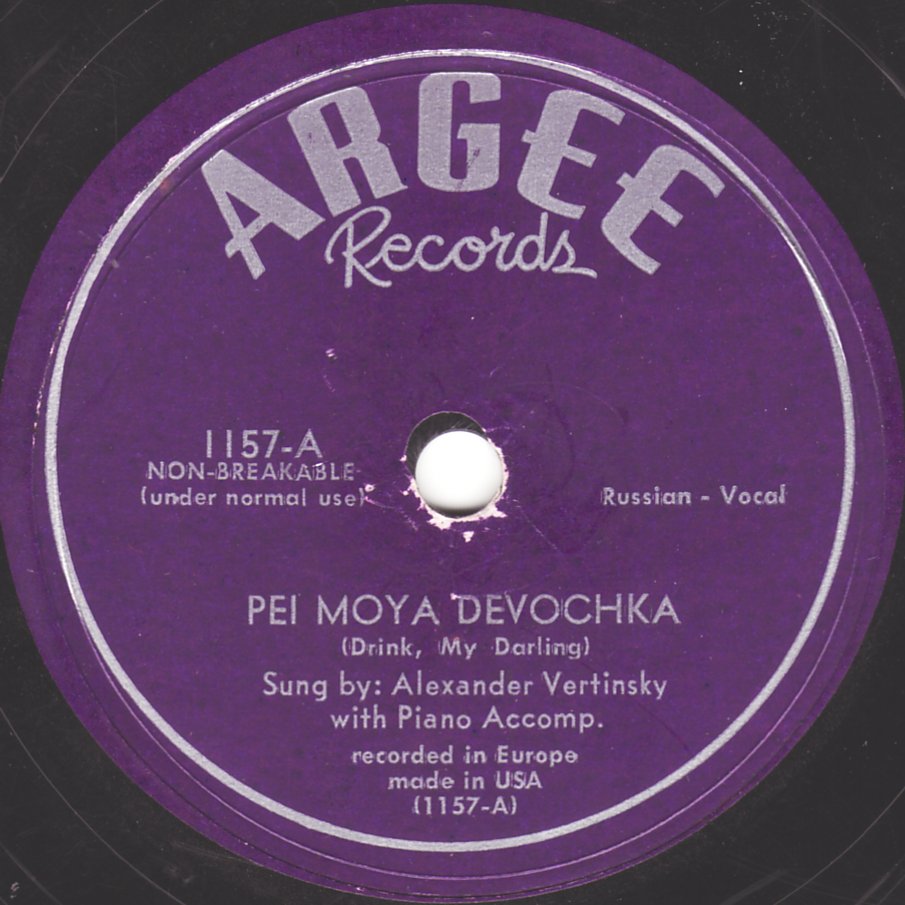 ARGEE
Records
1157-A
NON-BREAKABLE
(under normal use)
Russian - Vocal
PEI MOYA DEVOCHKA
(Drink, My Darling)
Sung by: Alexander Vertinsky
with Piano Accomp.
recorded in Europe
made in USA
(1157-A)